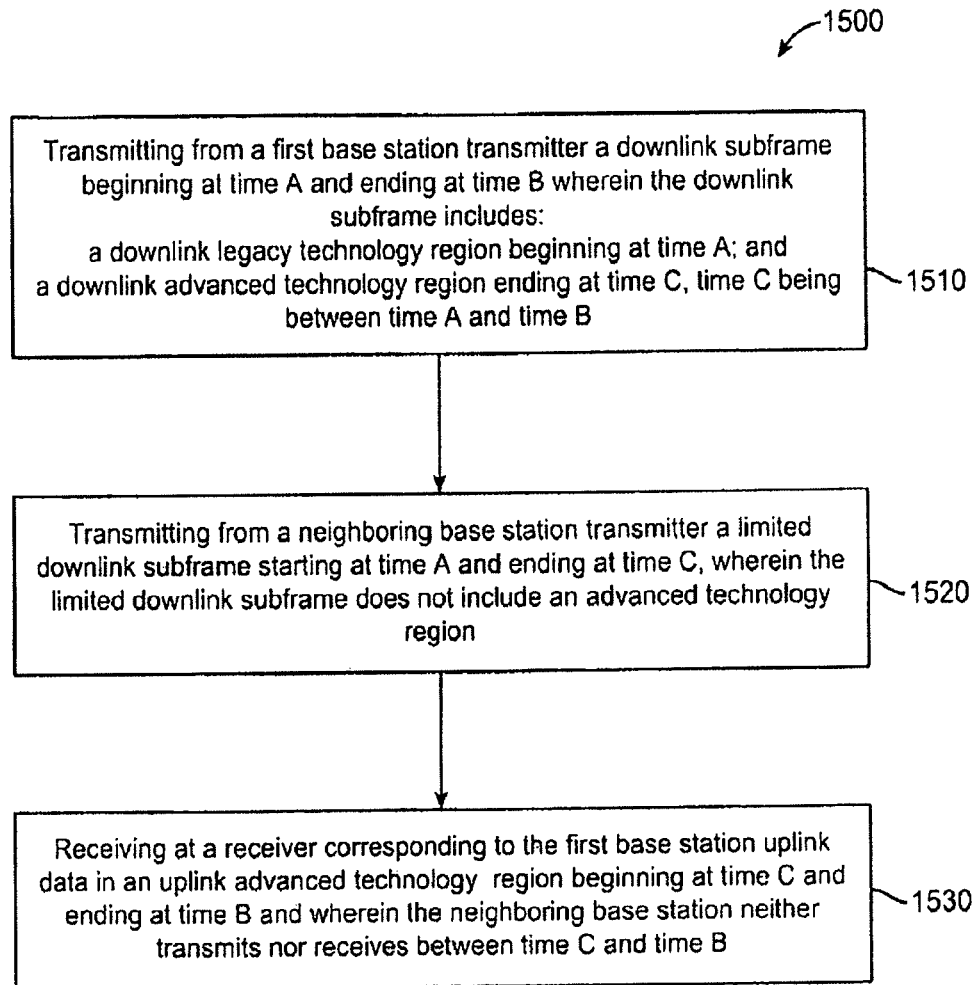 1500
Transmitting from a first base station transmitter a downlink subframe
beginning at time A and ending at time B wherein the downlink
subframe includes:
a downlink legacy technology region beginning at time A; and
a downlink advanced technology region ending at time C, time C being
between time A and time B
1510
Transmitting from a neighboring base station transmitter a limited
downlink subframe starting at time A and ending at time C, wherein the
limited downlink subframe does not include an advanced technology
region
1520
Receiving at a receiver corresponding to the first base station uplink
data in an uplink advanced technology region beginning at time C and
ending at time B and wherein the neighboring base station neither
transmits nor receives between time C and time B
1530